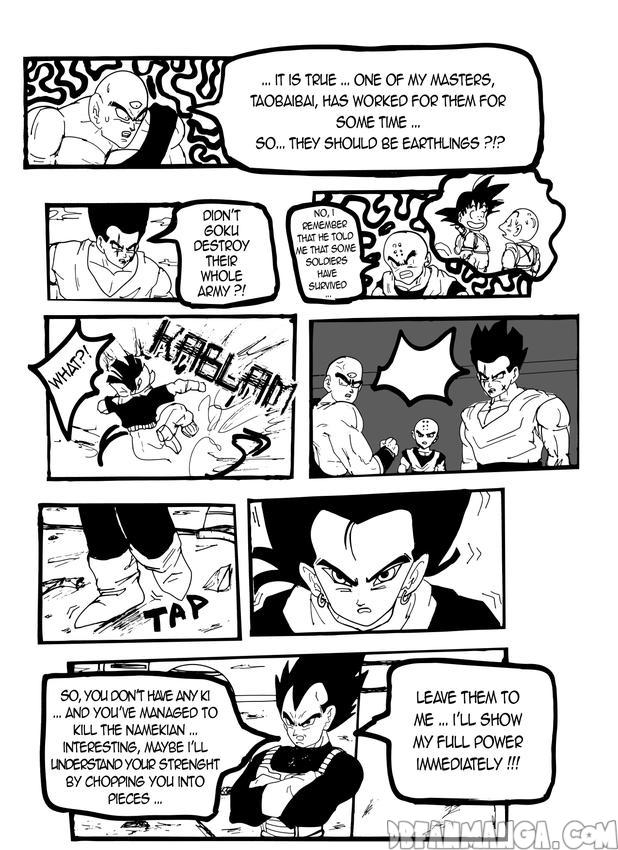 ... IT IS TRUE ... ONE OF MY MASTERS,
TAOBAIBAI, HAS WORKED FOR THEM FOR
SOME TIME ...
SO... THEY SHOULD BE EARTHLINGS ?!?
DIDN'T
GOKU
DESTROY
THEIR
WHOLE
ARMY ?!
NO, I
REMEMBER
THAT HE TOLD
ME THAT SOME
SOLDIERS
HAVE
SURVIVED
...
WHAT?!
KABLAM
TAP
SO, YOU DON'T HAVE ANY KI
... AND YOU'VE MANAGED TO
KILL THE NAMEKIAN ...
INTERESTING, MAYBE I'LL
UNDERSTAND YOUR STRENGHT
BY CHOPPING YOU INTO
PIECES ...
LEAVE THEM TO
ME ... I'LL SHOW
MY FULL POWER
IMMEDIATELY !!!
DBFANMANGA.COM